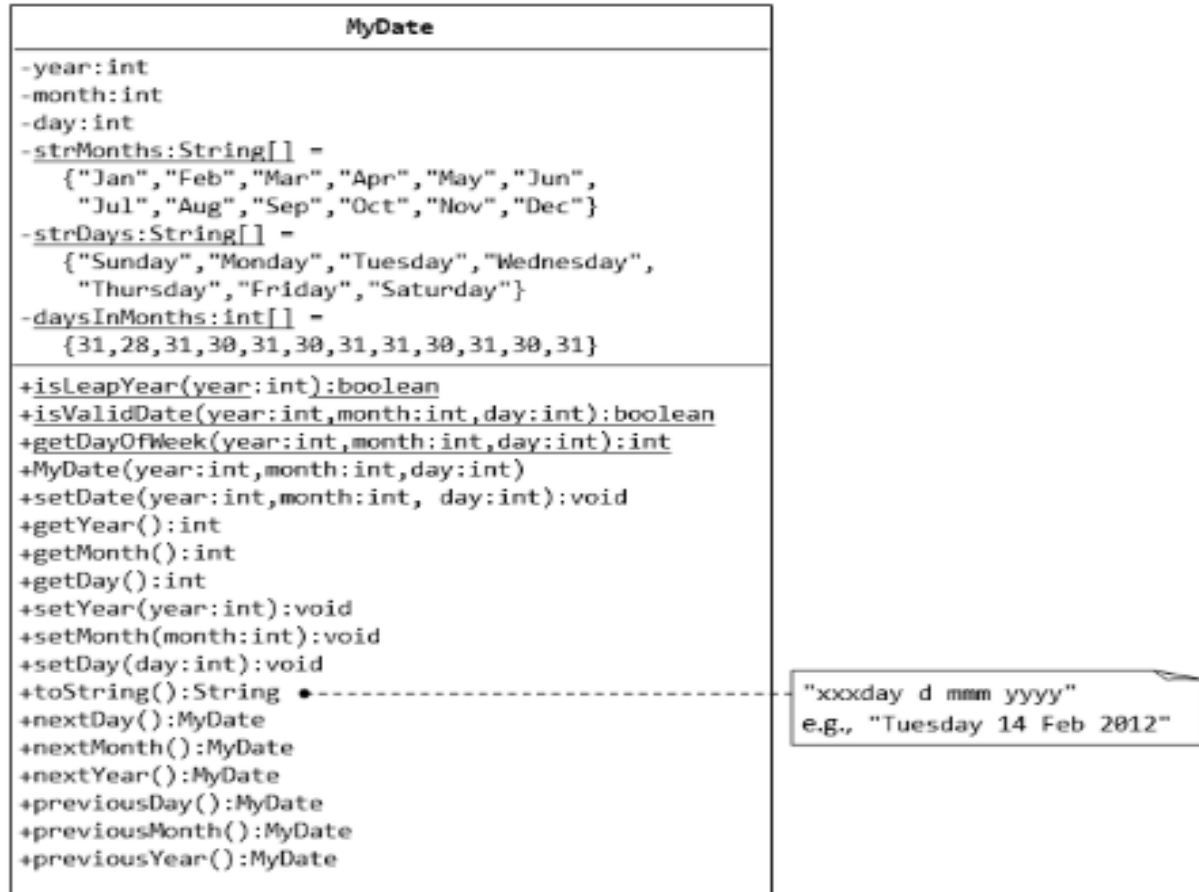 MyDate
-year:int
-month:int
-day:int
-strMonths:String[] =
{"Jan","Feb","Mar","Apr","May","Jun",
"Jul","Aug","Sep","Oct","Nov","Dec"}
-strDays:String[] =
{"Sunday","Monday","Tuesday","Wednesday",
"Thursday","Friday","Saturday"}
-daysInMonths:int[] =
{31,28,31,30,31,30,31,31,30,31,30,31}
+isLeapYear(year:int):boolean
+isValidDate(year:int,month:int,day:int):boolean
+getDayOfWeek(year:int,month:int,day:int):int
+MyDate(year:int,month:int,day:int)
+setDate(year:int,month:int, day:int):void
+getYear():int
+getMonth():int
+getDay():int
+setYear(year:int):void
+setMonth(month:int):void
+setDay(day:int):void
+toString():String
"xxxday d mmm yyyy"
e.g., "Tuesday 14 Feb 2012"
+nextDay():MyDate
+nextMonth():MyDate
+nextYear():MyDate
+previousDay():MyDate
+previousMonth():MyDate
+previousYear():MyDate